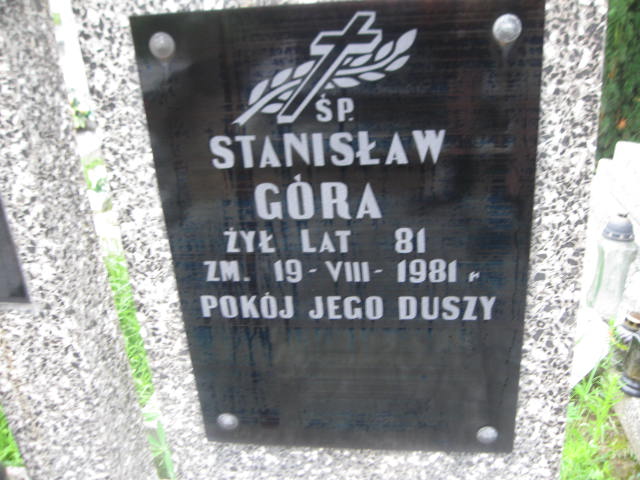 ŚP.
STANISŁAW
GÓRA
ŻYŁ LAT 81
ZM. 19-VIII-1981 r
POKÓJ JEGO DUSZY